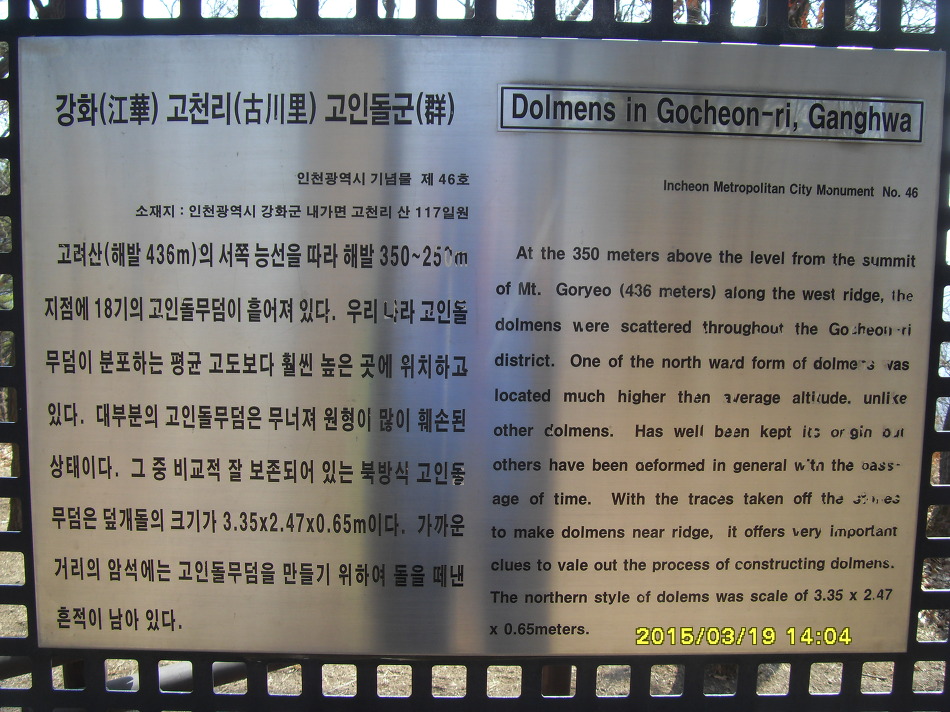 강화(江華) 고천리(古川里) 고인돌군(群)
인천광역시 기념물 제 46호
소재지 : 인천광역시 강화군 내가면 고천리 산 117일원
고려산(해발 436m)의 서쪽 능선을 따라 해발 350~250m
지점에 18기의 고인돌무덤이 흩어져 있다. 우리 나라 고인돌
무덤이 분포하는 평균 고도보다 훨씬 높은 곳에 위치하고
있다. 대부분의 고인돌무덤은 무너져 원형이 많이 훼손된
상태이다. 그 중 비교적 잘 보존되어 있는 북방식 고인돌
무덤은 덮개돌의 크기가 3.35x2.47x0.65m이다. 가까운
거리의 암석에는 고인돌무덤을 만들기 위하여 돌을 떼낸
흔적이 남아 있다.
Dolmens in Gocheon-ri, Ganghwa
Incheon Metropolitan City Monument No. 46
At the 350 meters above the level from the summit
of Mt. Goryeo (436 meters) along the west ridge, the
dolmens were scattered throughout the Gocheon-ri
district. One of the north ward form of dolmens was
located much higher then average altitude. unlike
other dolmens. Has well been kept its origin but
others have been deformed in general with the pass-
age of time. With the traces taken off the stones
to make dolmens near ridge, it offers very important
clues to vale out the process of constructing dolmens.
The northern style of dolems was scale of 3.35 x 2.47
x 0.65meters.
2015/03/19 14:04